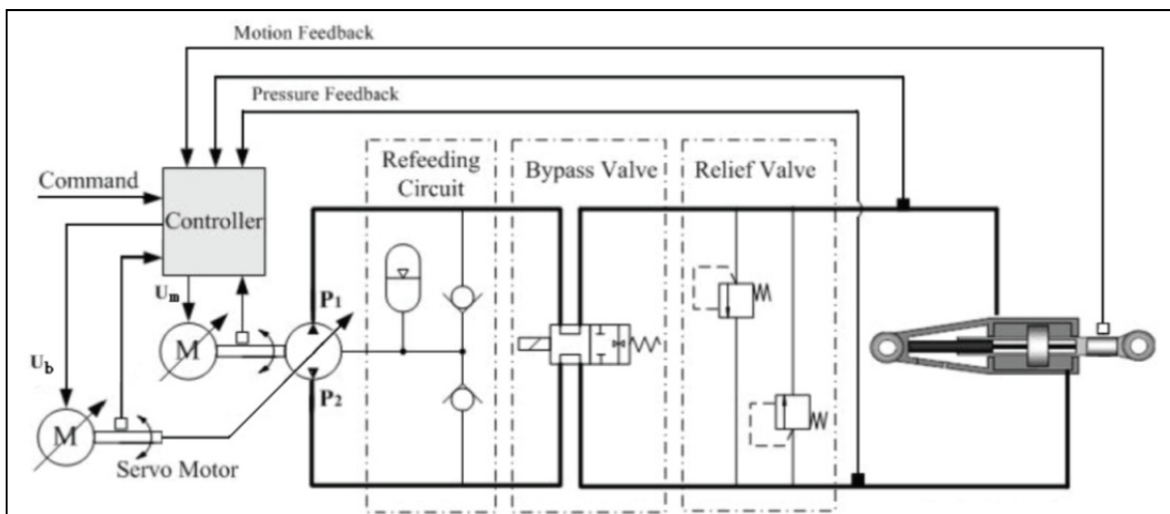 Motion Feedback
Pressure Feedback
Refeeding
Circuit
Bypass Valve
Relief Valve
Command
Controller
Um
P1
M
Ub
P2
M
Servo Motor